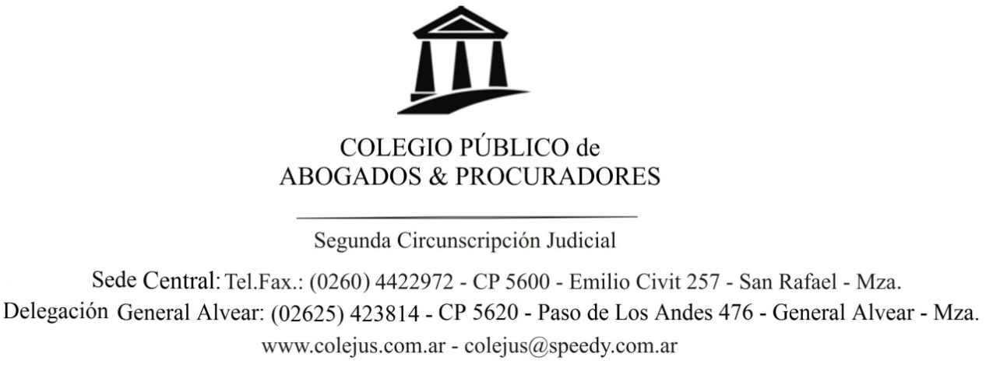 COLEGIO PÚBLICO de
ABOGADOS & PROCURADORES
Segunda Circunscripción Judicial
Sede Central: Tel.Fax.: (0260) 4422972 - CP 5600 - Emilio Civit 257 - San Rafael - Mza.
Delegación General Alvear: (02625) 423814 - CP 5620 - Paso de Los Andes 476 - General Alvear - Mza.
www.colejus.com.ar - colejus@speedy.com.ar